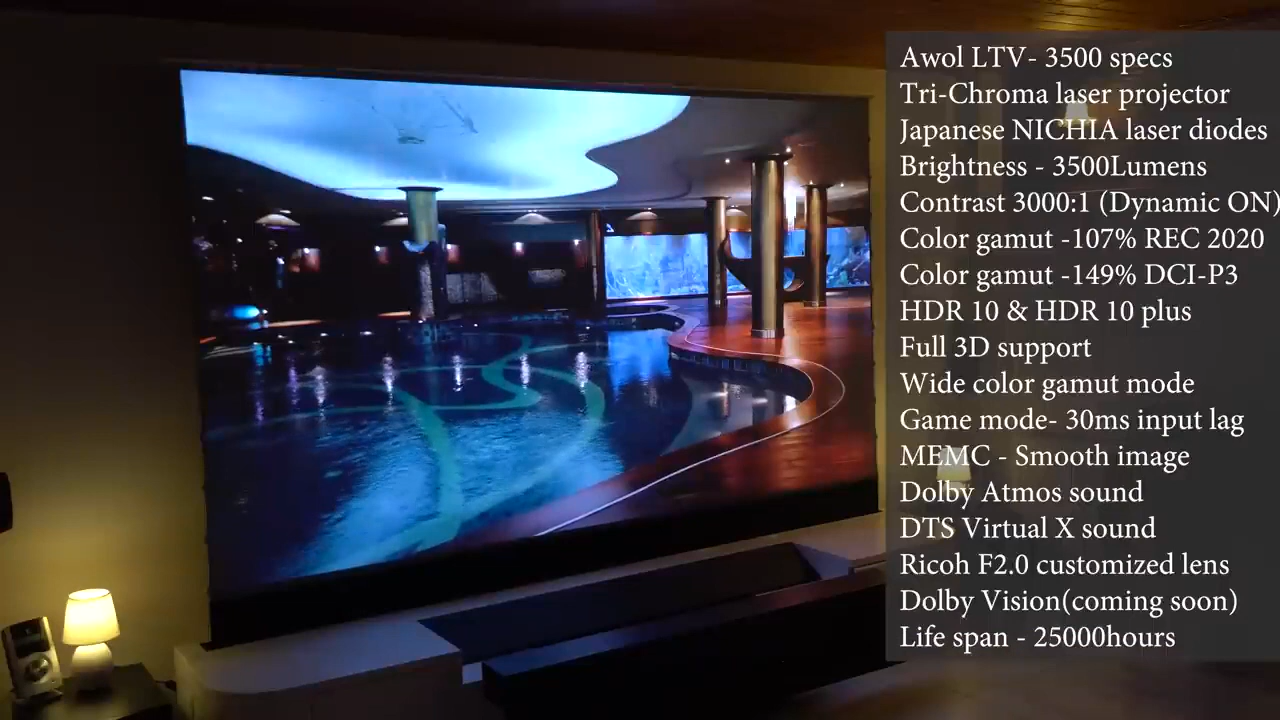 Awol LTV- 3500 specs
Tri-Chroma laser projector
Japanese NICHIA laser diodes
Brightness - 3500Lumens
Contrast 3000:1 (Dynamic ON)
Color gamut -107% REC 2020
Color gamut -149% DCI-P3
HDR 10 & HDR 10 plus
Full 3D support
Wide color gamut mode
Game mode- 30ms input lag
MEMC - Smooth image
Dolby Atmos sound
DTS Virtual X sound
Ricoh F2.0 customized lens
Dolby Vision(coming soon)
Life span - 25000hours